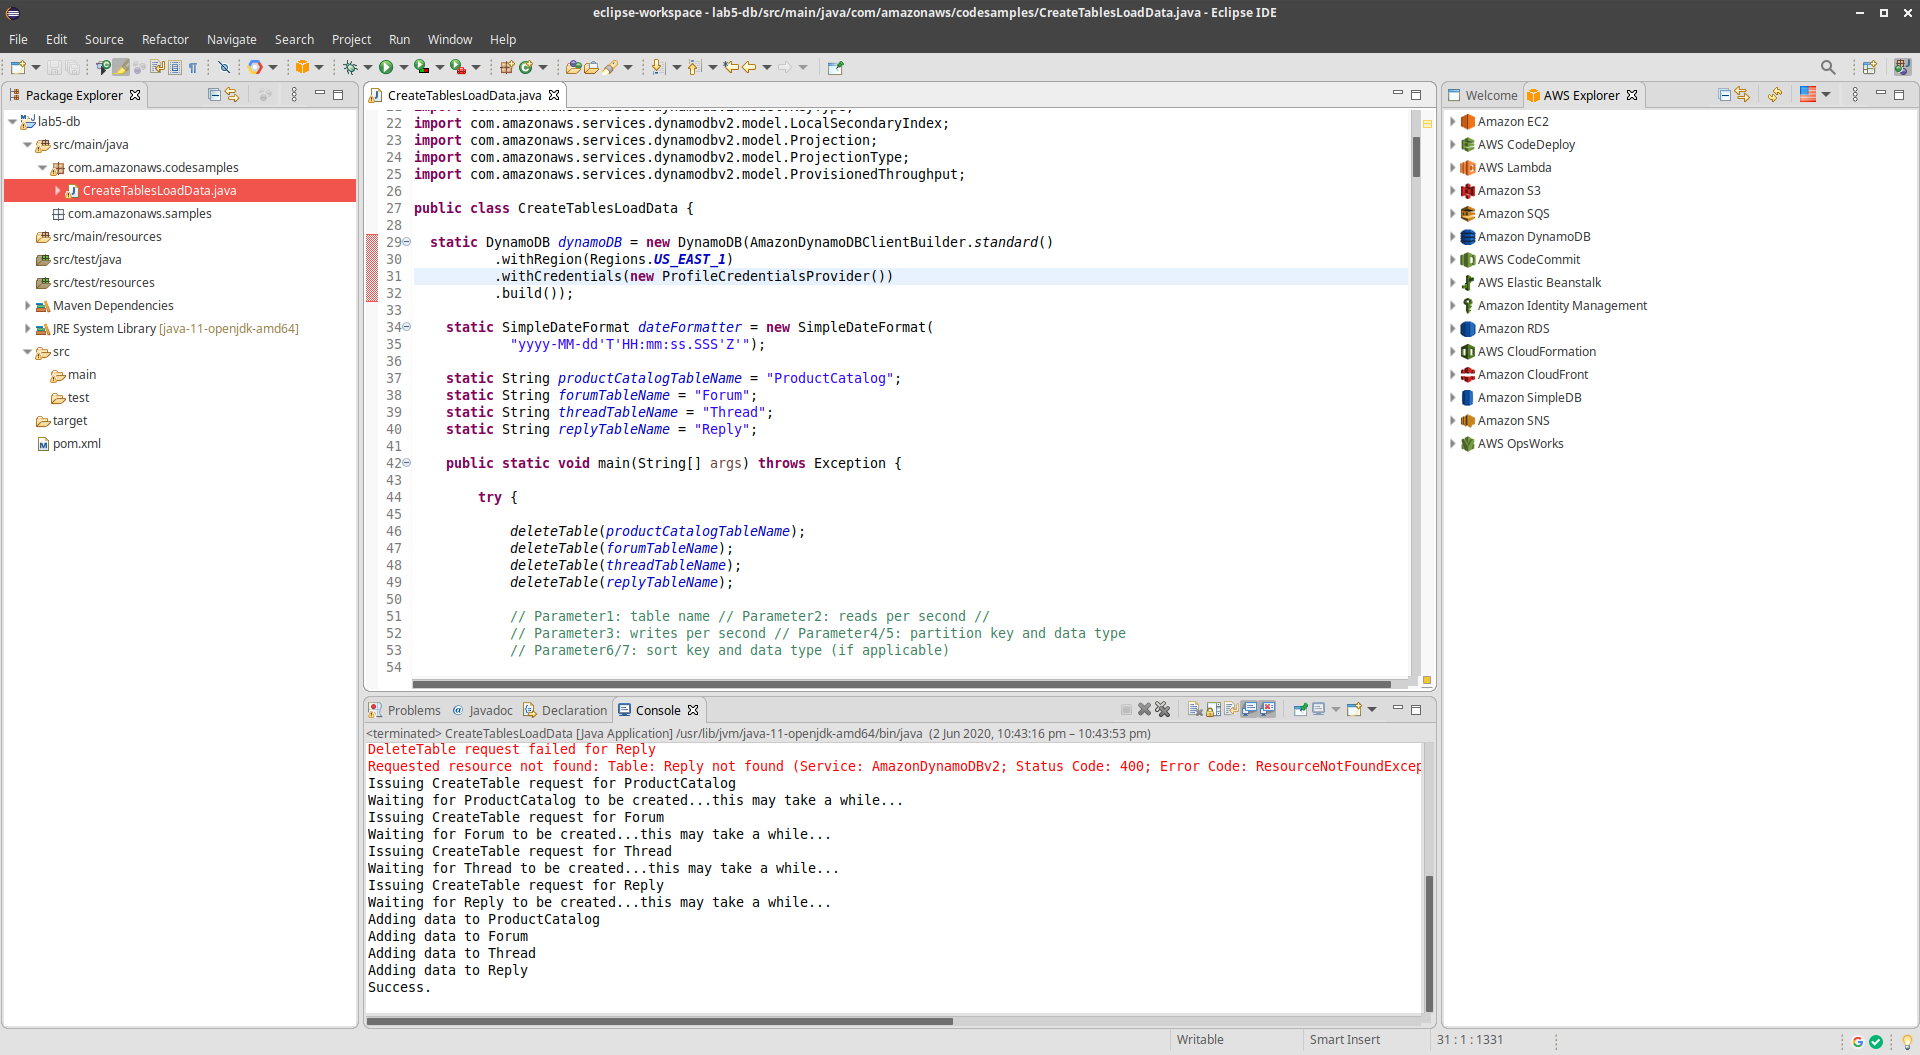 eclipse-workspace - lab5-db/src/main/java/com/amazonaws/codesamples/CreateTablesLoadData.java - Eclipse IDE
File Edit Source Refactor Navigate Search Project Run Window Help
Package Explorer
lab5-db
src/main/java
com.amazonaws.codesamples
CreateTablesLoadData.java
com.amazonaws.samples
src/main/resources
src/test/java
src/test/resources
Maven Dependencies
JRE System Library [java-11-openjdk-amd64]
src
main
test
target
pom.xml
CreateTablesLoadData.java
22 import com.amazonaws.services.dynamodbv2.model.LocalSecondaryIndex;
23 import com.amazonaws.services.dynamodbv2.model.Projection;
24 import com.amazonaws.services.dynamodbv2.model.ProjectionType;
25 import com.amazonaws.services.dynamodbv2.model.ProvisionedThroughput;
26
27 public class CreateTablesLoadData {
28
29 static DynamoDB dynamoDB = new DynamoDB(AmazonDynamoDBClientBuilder.standard()
30 .withRegion(Regions.US_EAST_1)
31 .withCredentials(new ProfileCredentialsProvider())
32 .build());
33
34 static SimpleDateFormat dateFormatter = new SimpleDateFormat(
35 "yyyy-MM-dd'T'HH:mm:ss.SSS'Z'");
36
37 static String productCatalogTableName = "ProductCatalog";
38 static String forumTableName = "Forum";
39 static String threadTableName = "Thread";
40 static String replyTableName = "Reply";
41
42 public static void main(String[] args) throws Exception {
43
44 try {
45
46 deleteTable(productCatalogTableName);
47 deleteTable(forumTableName);
48 deleteTable(threadTableName);
49 deleteTable(replyTableName);
50
51 // Parameter1: table name // Parameter2: reads per second //
52 // Parameter3: writes per second // Parameter4/5: partition key and data type
53 // Parameter6/7: sort key and data type (if applicable)
54
Problems @ Javadoc Declaration Console
<terminated> CreateTablesLoadData [Java Application] /usr/lib/jvm/java-11-openjdk-amd64/bin/java (2 Jun 2020, 10:43:16 pm – 10:43:53 pm)
DeleteTable request failed for Reply
Requested resource not found: Table: Reply not found (Service: AmazonDynamoDBv2; Status Code: 400; Error Code: ResourceNotFoundExcep
Issuing CreateTable request for ProductCatalog
Waiting for ProductCatalog to be created...this may take a while...
Issuing CreateTable request for Forum
Waiting for Forum to be created...this may take a while...
Issuing CreateTable request for Thread
Waiting for Thread to be created...this may take a while...
Issuing CreateTable request for Reply
Waiting for Reply to be created...this may take a while...
Adding data to ProductCatalog
Adding data to Forum
Adding data to Thread
Adding data to Reply
Success.
Welcome AWS Explorer
Amazon EC2
AWS CodeDeploy
AWS Lambda
Amazon S3
Amazon SQS
Amazon DynamoDB
AWS CodeCommit
AWS Elastic Beanstalk
Amazon Identity Management
Amazon RDS
AWS CloudFormation
Amazon CloudFront
Amazon SimpleDB
Amazon SNS
AWS OpsWorks
Writable Smart Insert 31 : 1 : 1331